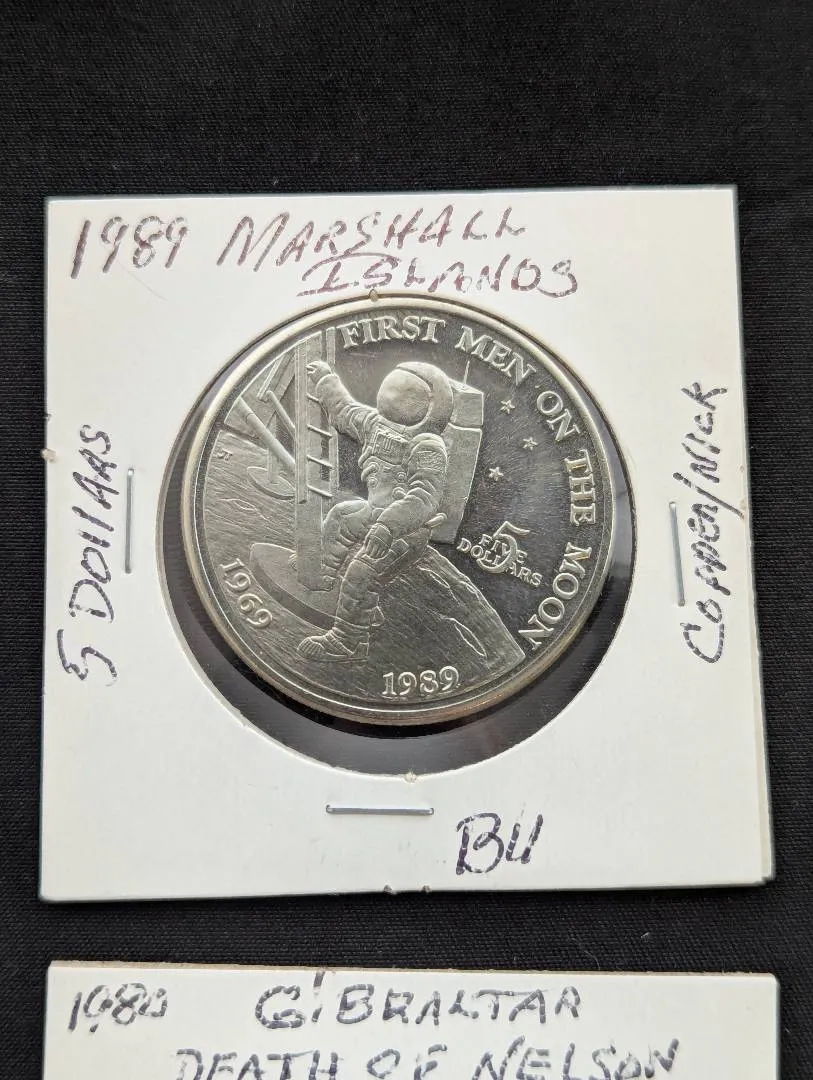 1989 MARSHALL
ISLANDS
5 DOLLARS
FIRST MEN ON THE MOON
5
FIVE
DOLLARS
1969
1989
COPPER/NICK
BU
1980 GIBRALTAR
DEATH OF NELSON